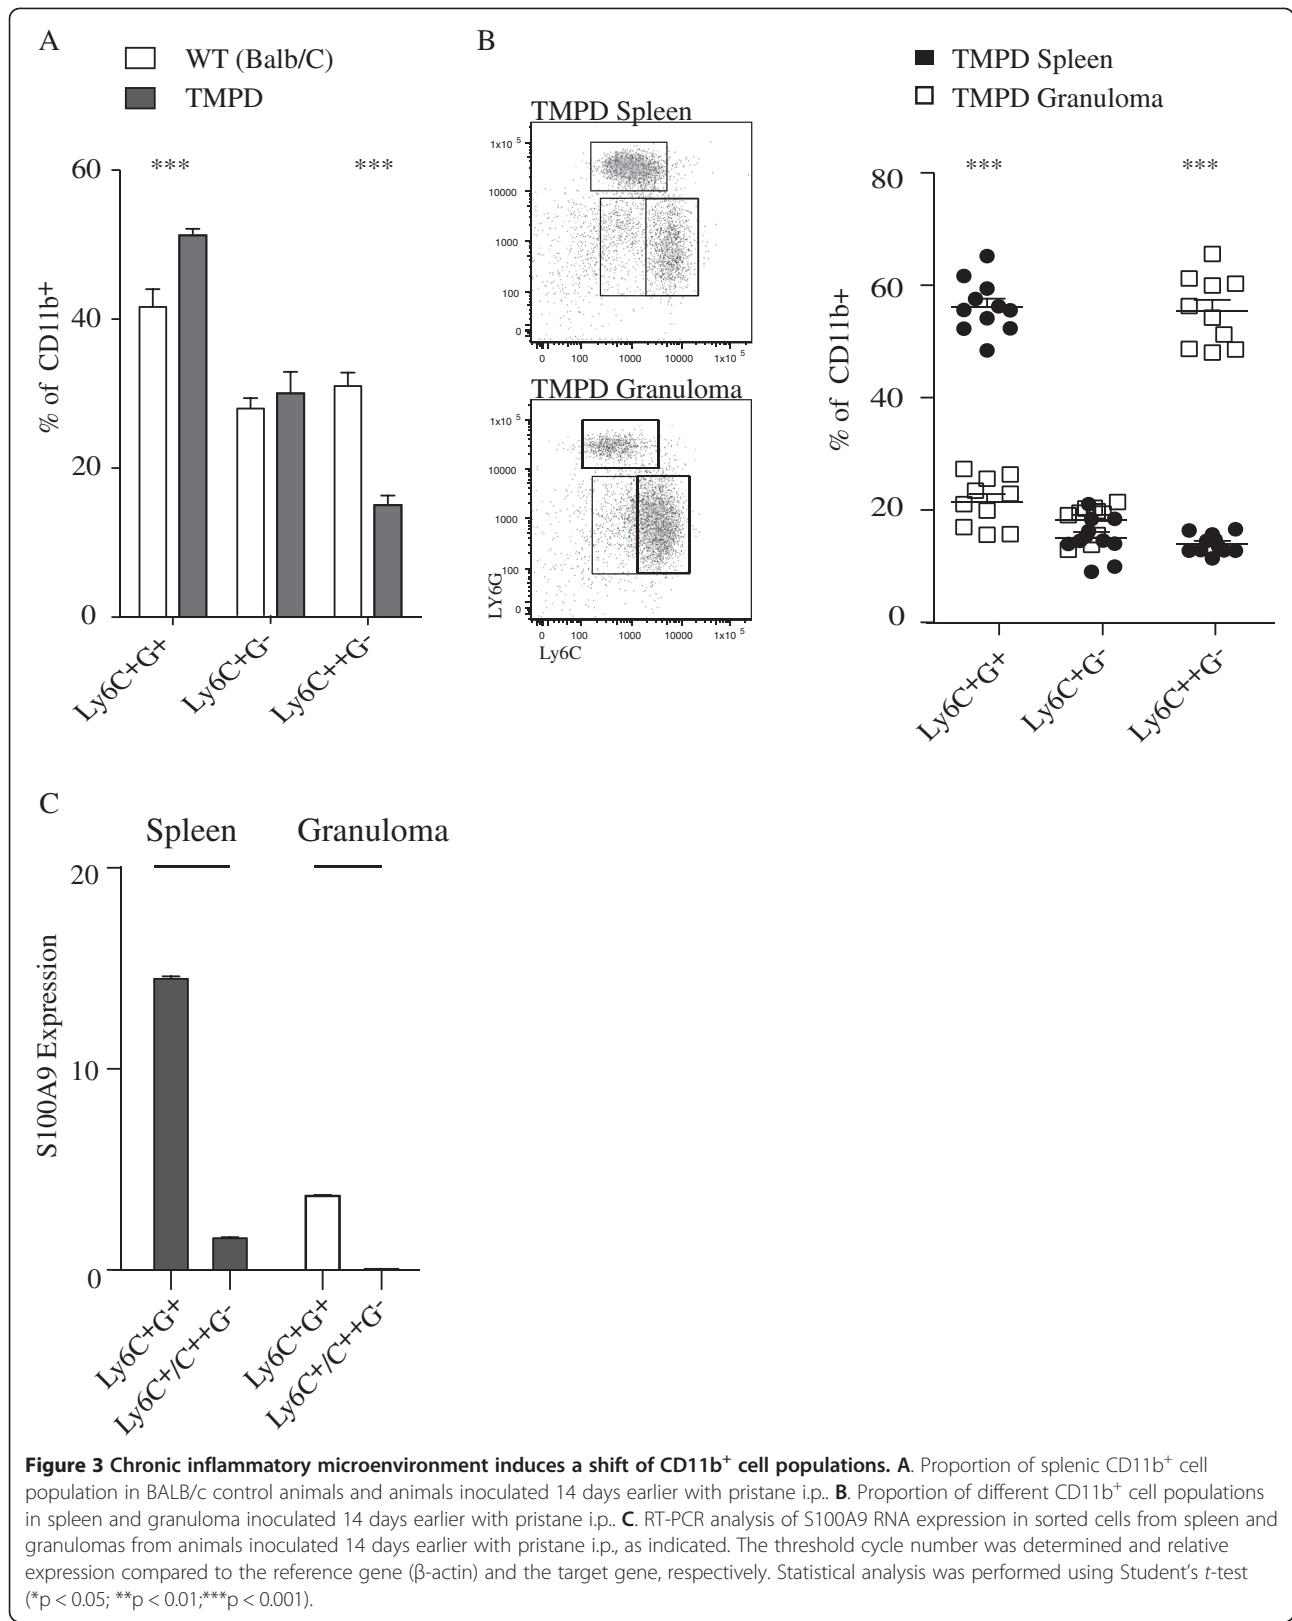 A
WT (Balb/C)
TMPD
***
***
60
40
20
0
% of CD11b+
Ly6C+G+
Ly6C+G-
Ly6C++G-
B
TMPD Spleen
1x10 5
10000
1000
100
0
0
100
1000
10000
1x10 5
TMPD Granuloma
1x10 5
10000
1000
100
0
LY6G
0
100
1000
10000
1x10 5
Ly6C
TMPD Spleen
TMPD Granuloma
***
***
80
60
40
20
0
% of CD11b+
Ly6C+G+
Ly6C+G-
Ly6C++G-
C
Spleen
Granuloma
20
10
0
S100A9 Expression
Ly6C+G+
Ly6C+/C++G-
Ly6C+G+
Ly6C+/C++G-
Figure 3 Chronic inflammatory microenvironment induces a shift of CD11b⁺ cell populations. A. Proportion of splenic CD11b⁺ cell
population in BALB/c control animals and animals inoculated 14 days earlier with pristane i.p.. B. Proportion of different CD11b⁺ cell populations
in spleen and granuloma inoculated 14 days earlier with pristane i.p.. C. RT-PCR analysis of S100A9 RNA expression in sorted cells from spleen and
granulomas from animals inoculated 14 days earlier with pristane i.p., as indicated. The threshold cycle number was determined and relative
expression compared to the reference gene (β-actin) and the target gene, respectively. Statistical analysis was performed using Student's t-test
(*p < 0.05; **p < 0.01;***p < 0.001).